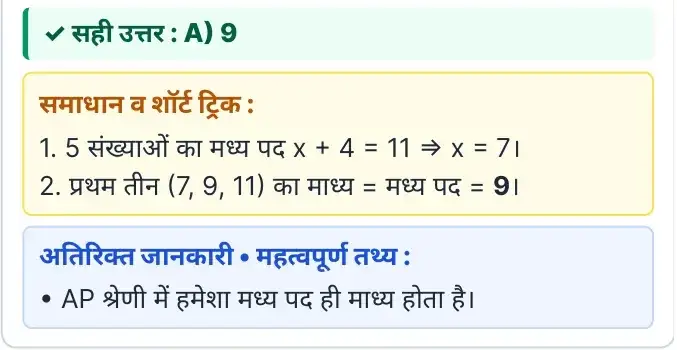 ✓ सही उत्तर : A) 9
समाधान व शॉर्ट ट्रिक :
1. 5 संख्याओं का मध्य पद x + 4 = 11 ⇒ x = 7।
2. प्रथम तीन (7, 9, 11) का माध्य = मध्य पद = 9।
अतिरिक्त जानकारी • महत्वपूर्ण तथ्य :
• AP श्रेणी में हमेशा मध्य पद ही माध्य होता है।